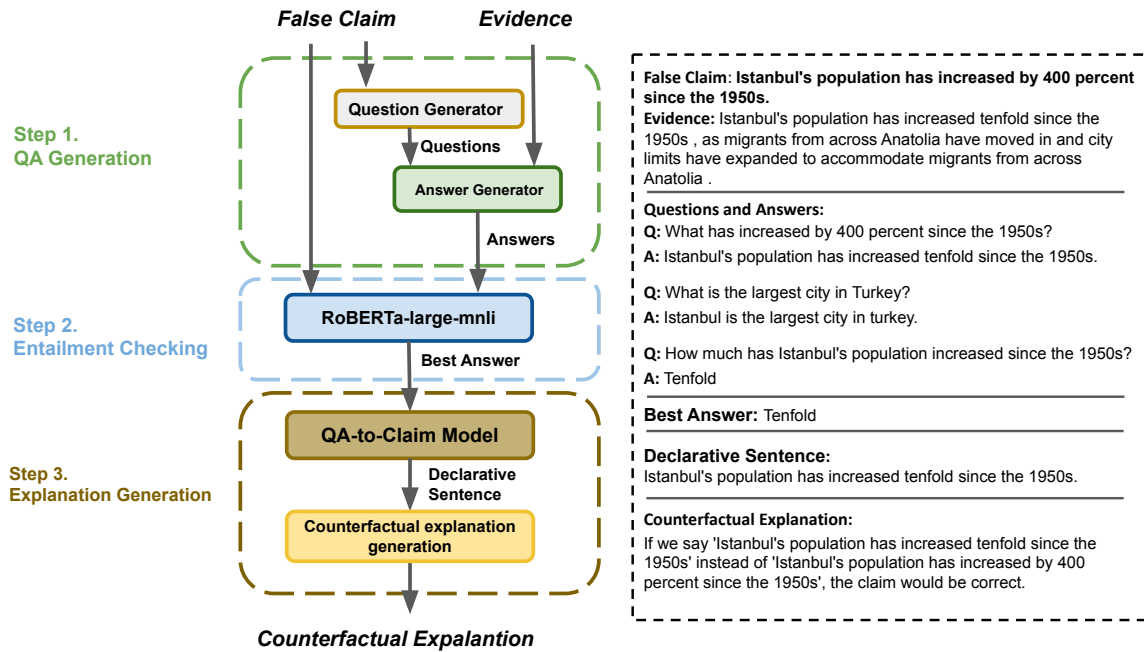 False Claim
Evidence
Step 1.
QA Generation
Question Generator
Questions
Answer Generator
Answers
Step 2.
Entailment Checking
RoBERTa-large-mnli
Best Answer
Step 3.
Explanation Generation
QA-to-Claim Model
Declarative
Sentence
Counterfactual explanation
generation
Counterfactual Expalantion
False Claim: Istanbul's population has increased by 400 percent
since the 1950s.
Evidence: Istanbul's population has increased tenfold since the
1950s , as migrants from across Anatolia have moved in and city
limits have expanded to accommodate migrants from across
Anatolia .
Questions and Answers:
Q: What has increased by 400 percent since the 1950s?
A: Istanbul's population has increased tenfold since the 1950s.
Q: What is the largest city in Turkey?
A: Istanbul is the largest city in turkey.
Q: How much has Istanbul's population increased since the 1950s?
A: Tenfold
Best Answer: Tenfold
Declarative Sentence:
Istanbul's population has increased tenfold since the 1950s.
Counterfactual Explanation:
If we say 'Istanbul's population has increased tenfold since the
1950s' instead of 'Istanbul's population has increased by 400
percent since the 1950s', the claim would be correct.